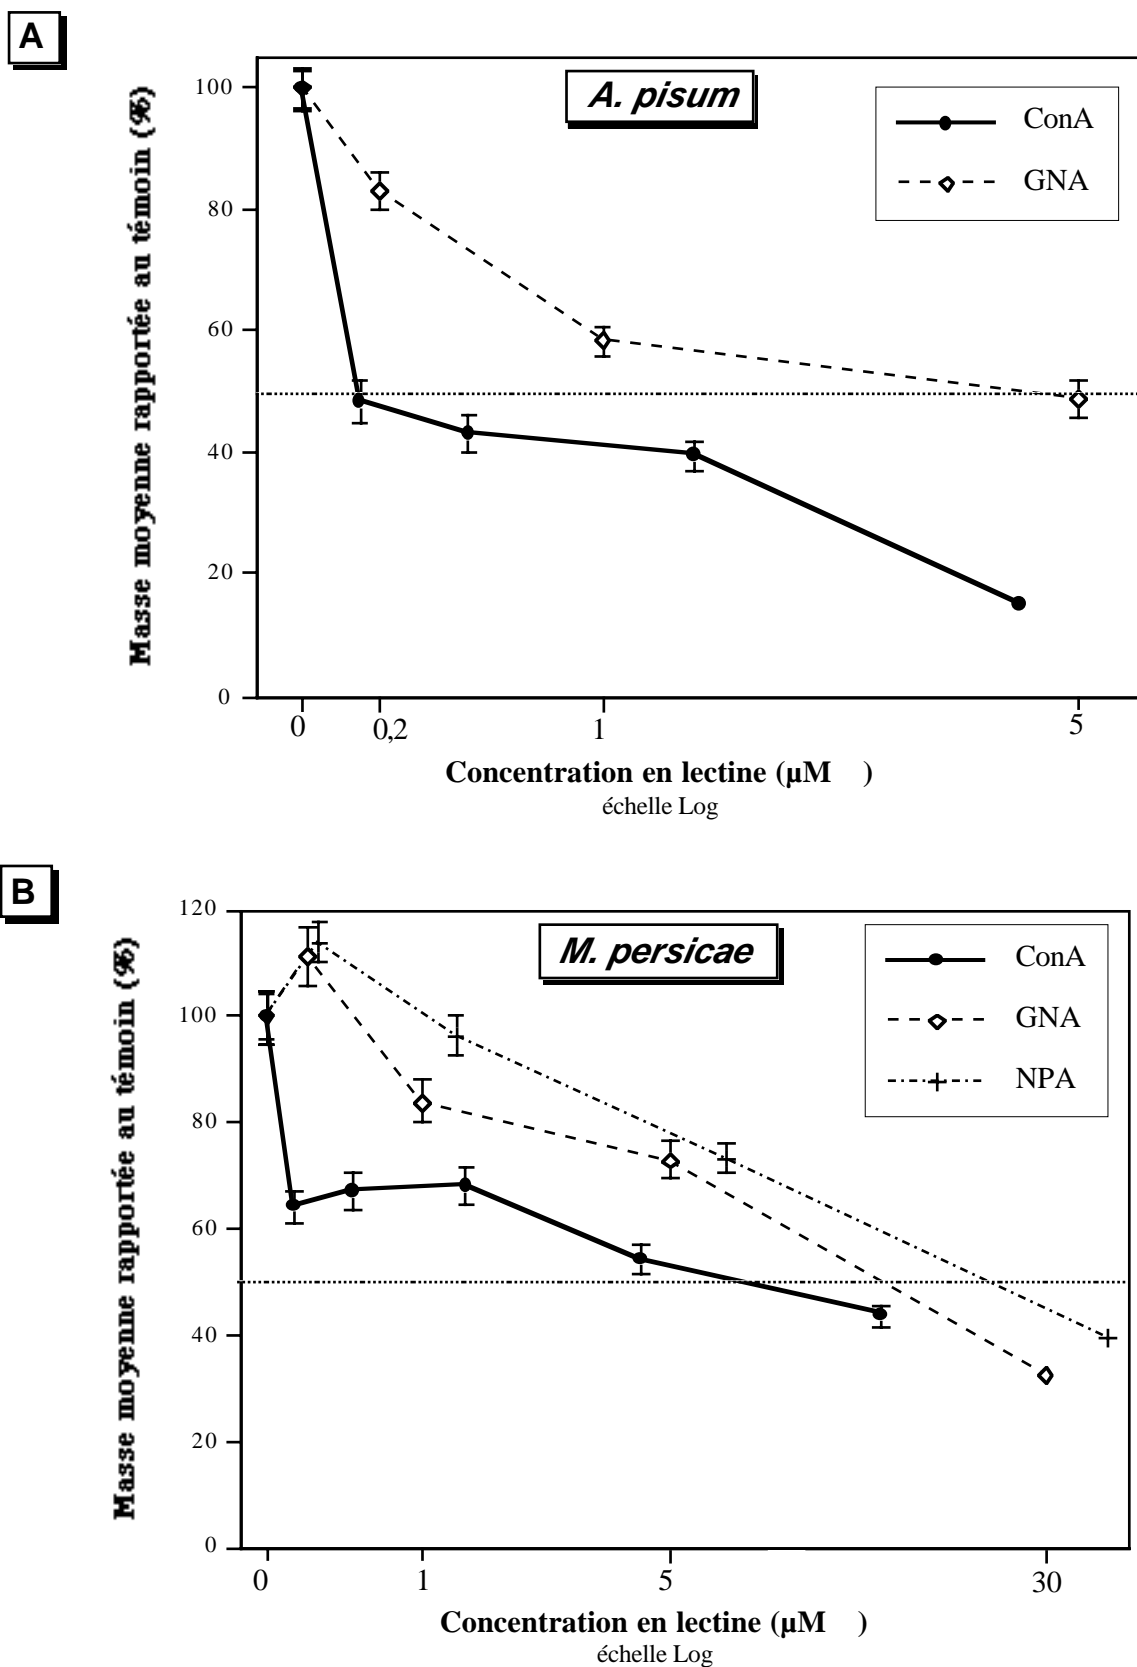 A
A. pisum
ConA
GNA
Masse moyenne rapportée au témoin (%)
100
80
60
40
20
0
0
0,2
1
5
Concentration en lectine (µM )
échelle Log
B
M. persicae
ConA
GNA
NPA
Masse moyenne rapportée au témoin (%)
120
100
80
60
40
20
0
0
1
5
30
Concentration en lectine (µM )
échelle Log